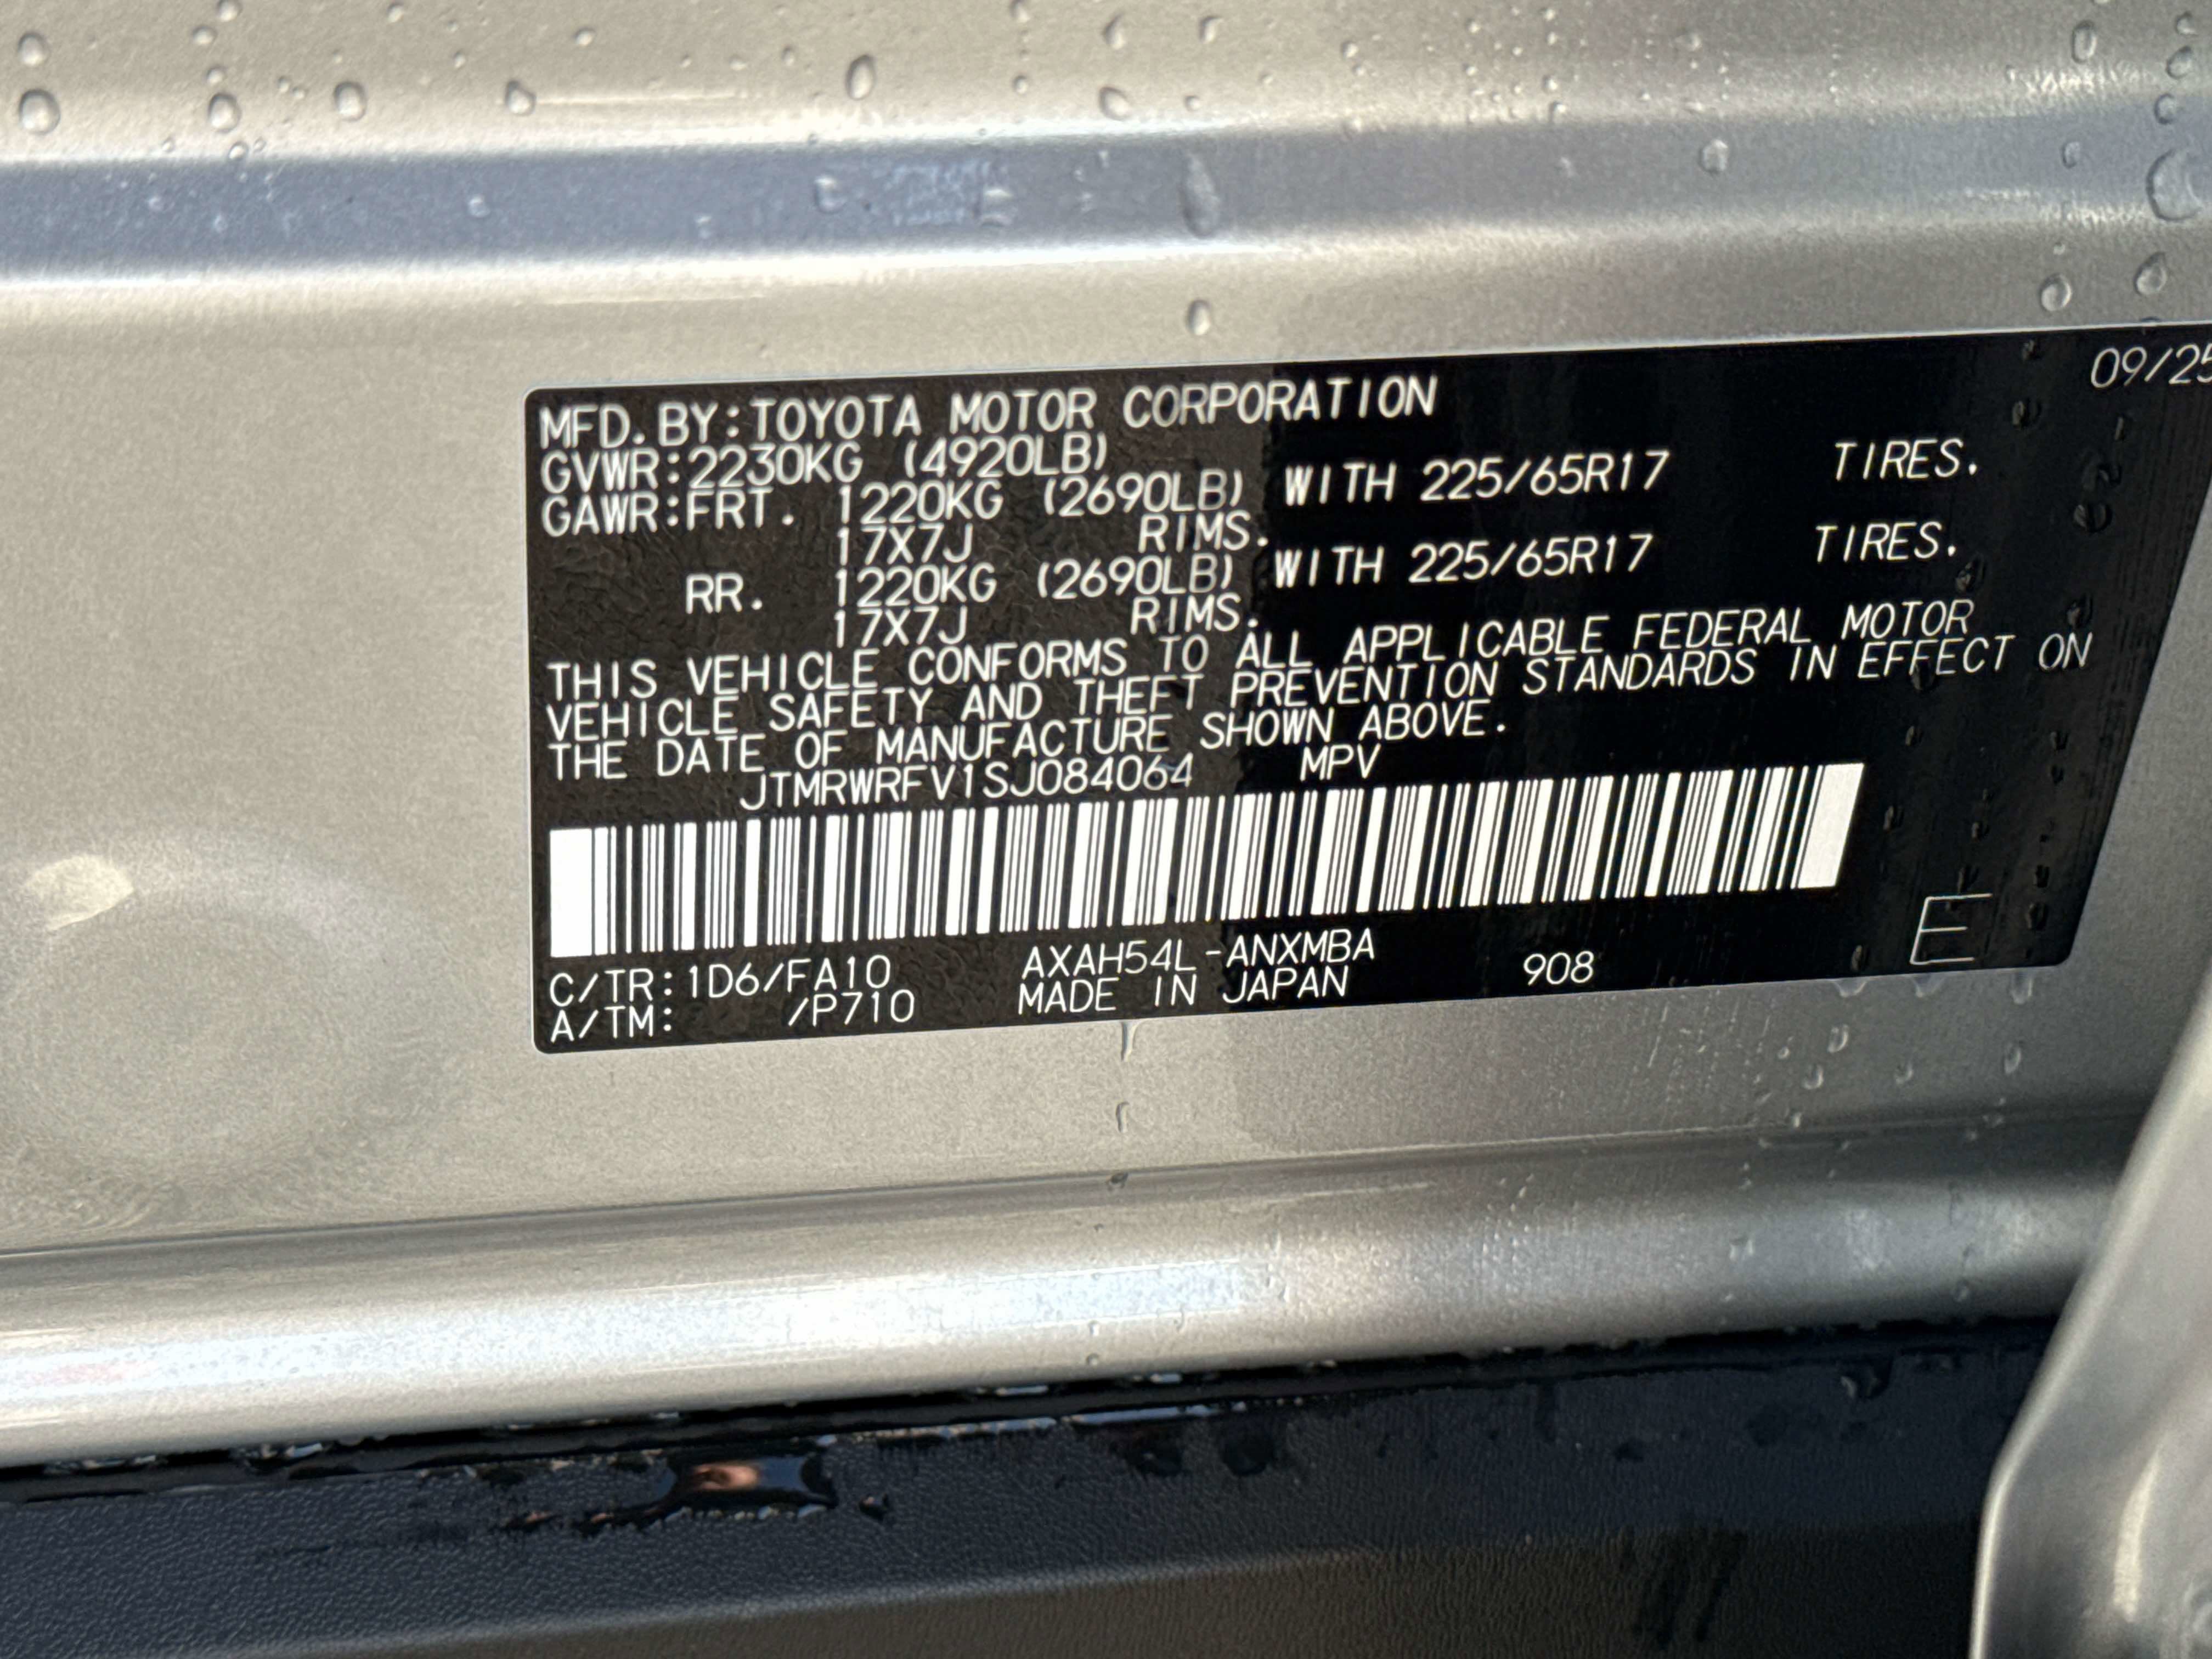 09/25
MFD.BY:TOYOTA MOTOR CORPORATION
GVWR:2230KG (4920LB)
GAWR:FRT. 1220KG (2690LB) WITH 225/65R17 TIRES.
17X7J RIMS.
RR. 1220KG (2690LB) WITH 225/65R17 TIRES.
17X7J RIMS.
THIS VEHICLE CONFORMS TO ALL APPLICABLE FEDERAL MOTOR
VEHICLE SAFETY AND THEFT PREVENTION STANDARDS IN EFFECT ON
THE DATE OF MANUFACTURE SHOWN ABOVE.
JTMRWRFV1SJ084064 MPV
C/TR:1D6/FA10 AXAH54L-ANXMBA 908 E
A/TM: /P710 MADE IN JAPAN